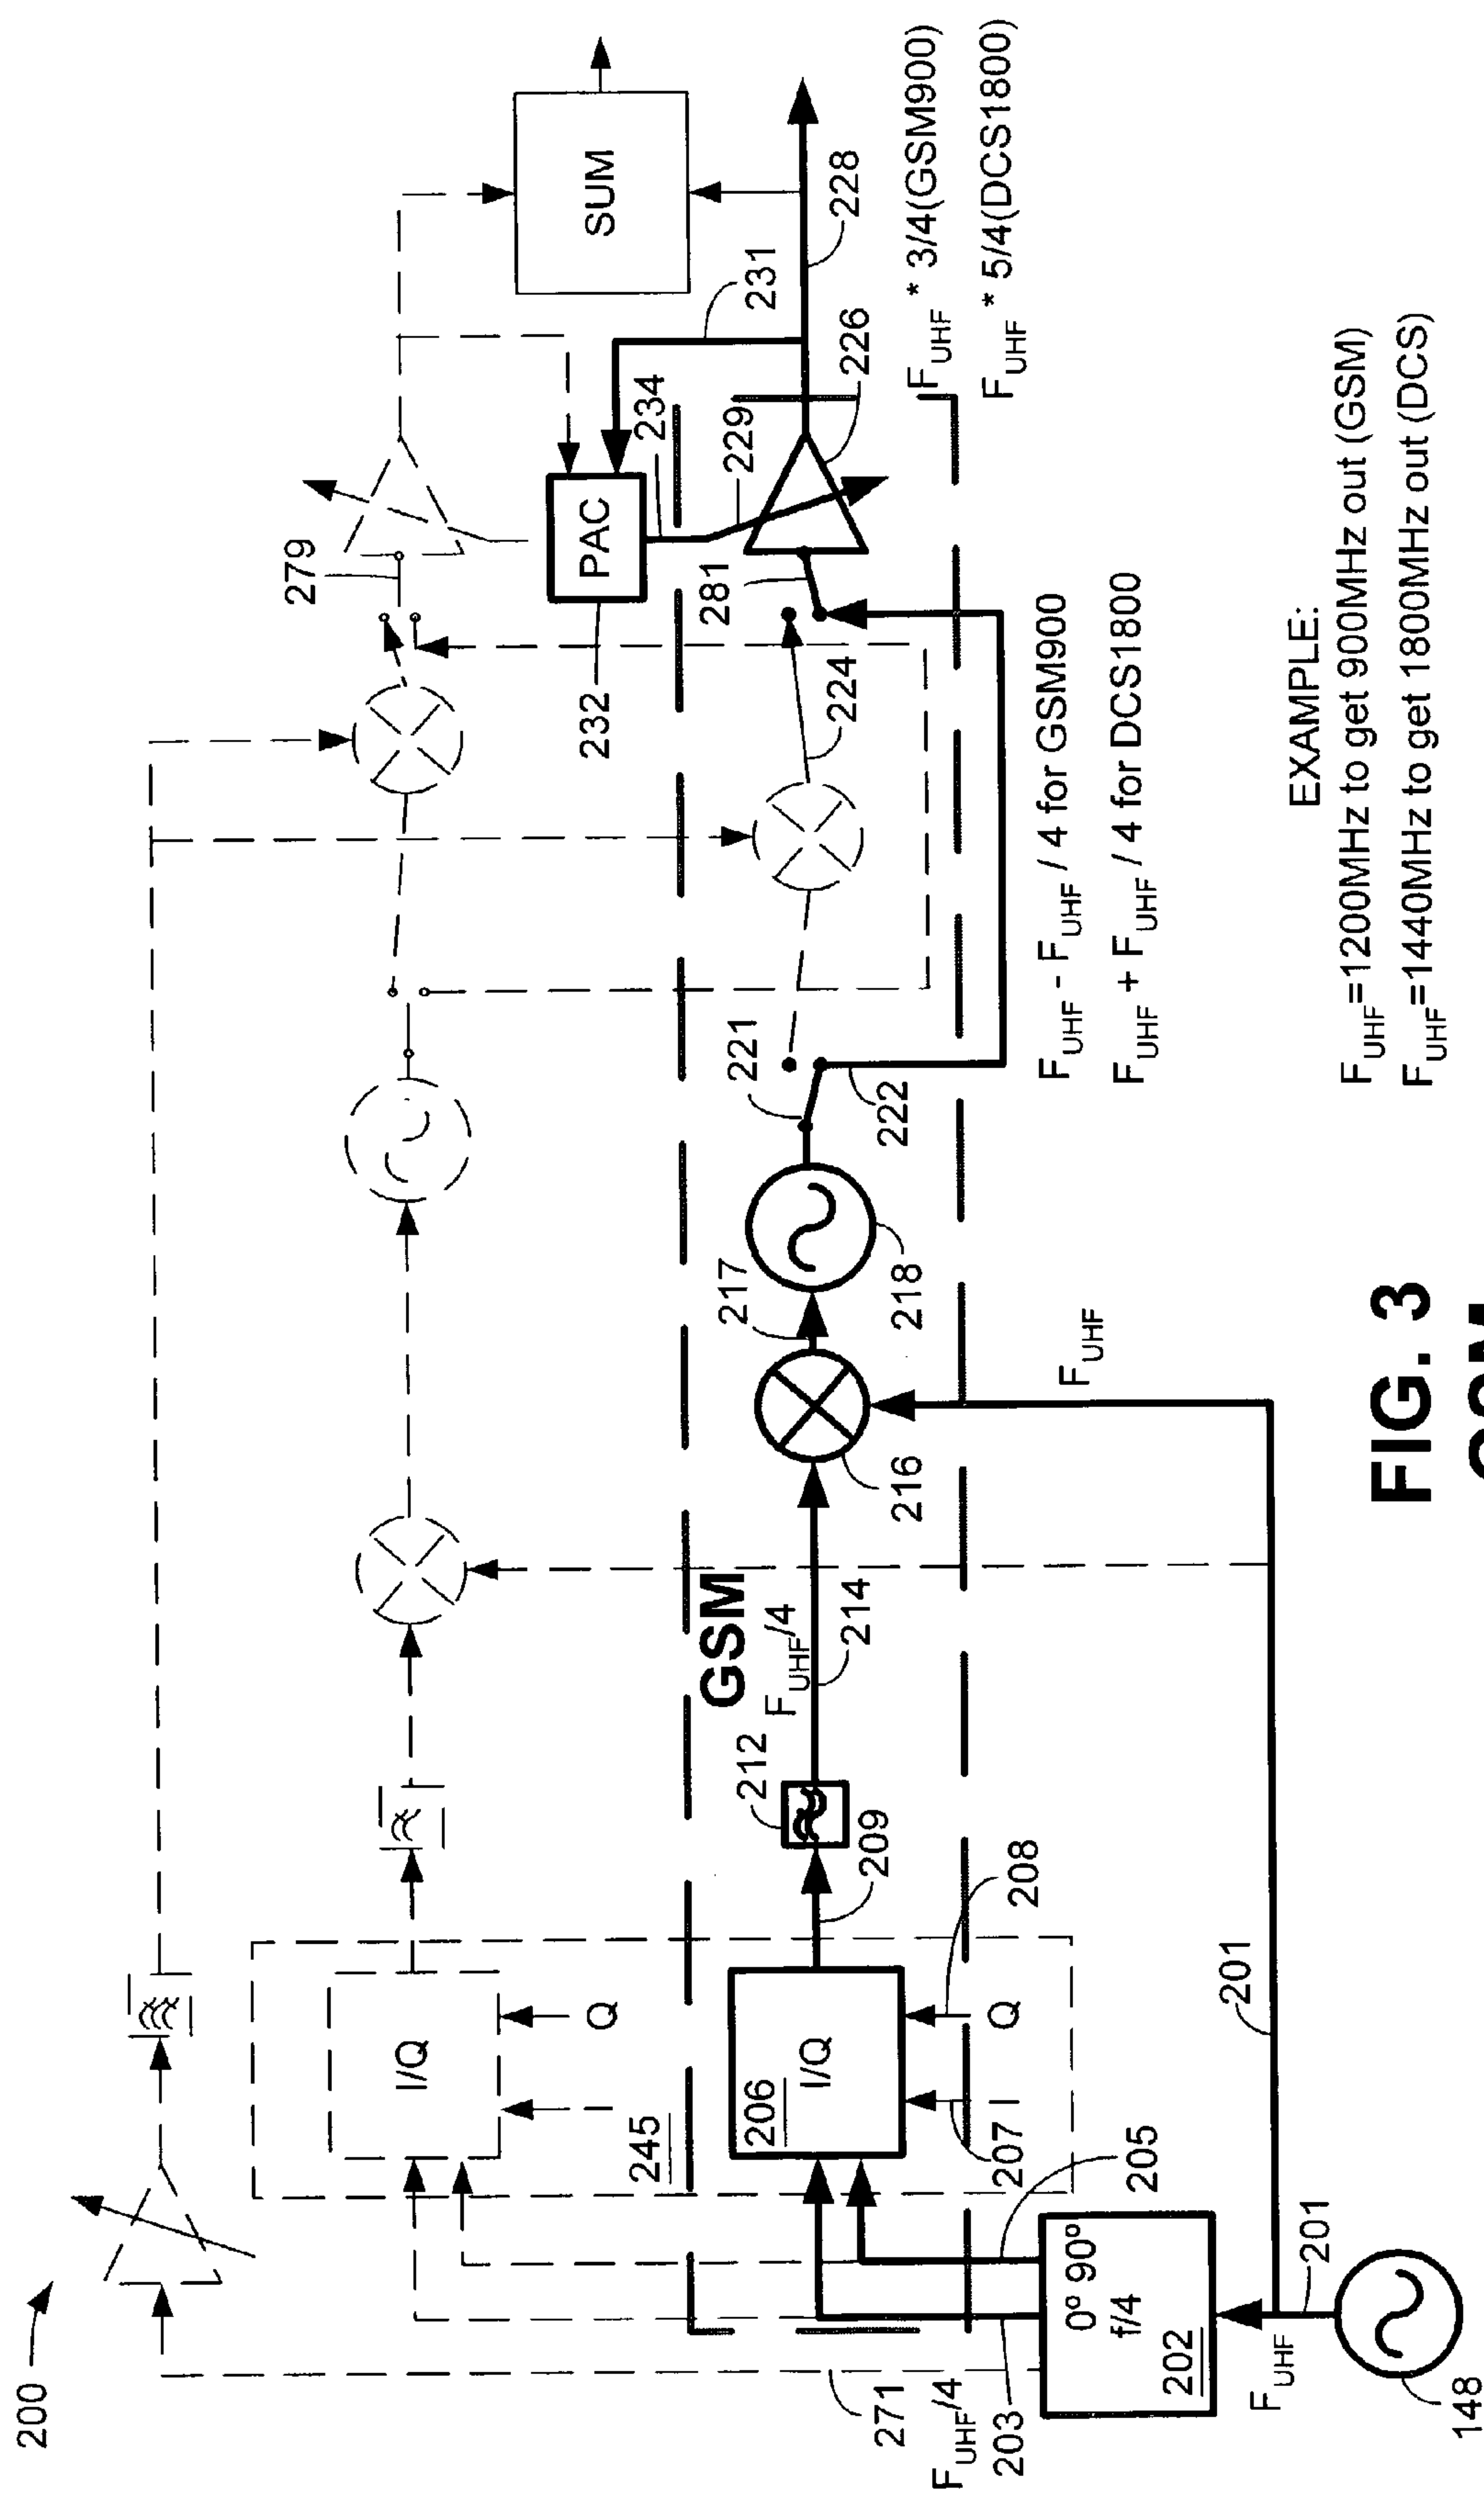 200
279
SUM
PAC
232
234
229
231
228
226
281
224
221
222
F_UHF * 3/4(GSM900)
F_UHF * 5/4(DCS1800)
F_UHF - F_UHF / 4 for GSM900
F_UHF + F_UHF / 4 for DCS1800
I/Q
I
Q
245
GSM
F_UHF/4
214
212
209
216
217
218
F_UHF
206
I/Q
I
Q
207
208
205
203
F_UHF/4
271
0º 90º
f/4
202
201
201
F_UHF
148
EXAMPLE:
F_UHF=1200MHz to get 900MHz out (GSM)
F_UHF=1440MHz to get 1800MHz out (DCS)
FIG. 3